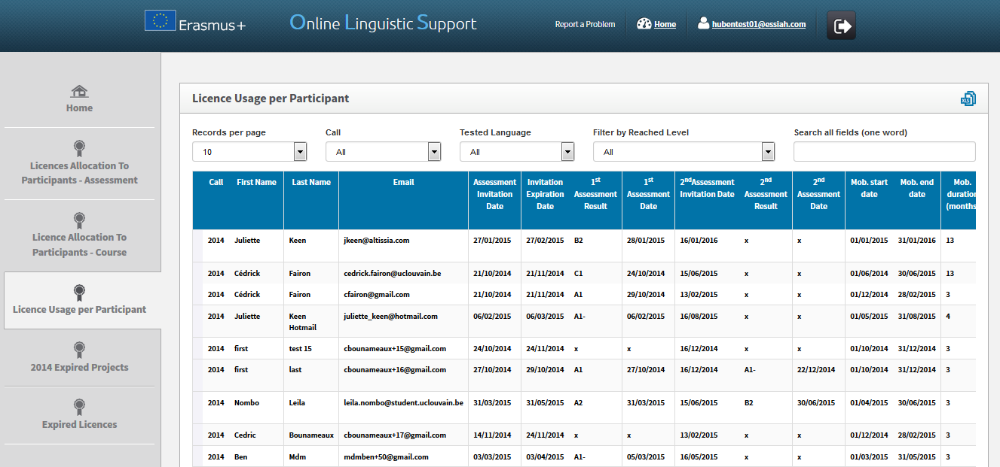 Erasmus+
Online Linguistic Support
Report a Problem
Home
hubentest01@essiah.com
Home
Licences Allocation To
Participants - Assessment
Licence Allocation To
Participants - Course
Licence Usage per Participant
2014 Expired Projects
Expired Licences
Licence Usage per Participant
XLS
Records per page Call Tested Language Filter by Reached Level Search all fields (one word)
10 All All All
Call First Name Last Name Email Assessment Invitation Date Invitation Expiration Date 1st Assessment Result 1st Assessment Date 2ndAssessment Invitation Date 2nd Assessment Result 2nd Assessment Date Mob. start date Mob. end date Mob. duration (months
2014 Juliette Keen jkeen@altissia.com 27/01/2015 27/02/2015 B2 28/01/2015 16/01/2016 x x 01/01/2015 31/01/2016 13
2014 Cédrick Fairon cedrick.fairon@uclouvain.be 21/10/2014 21/11/2014 C1 24/10/2014 15/06/2015 x x 01/06/2014 30/06/2015 13
2014 Cédrick Fairon cfairon@gmail.com 21/10/2014 21/11/2014 A1 29/10/2014 13/02/2015 x x 01/12/2014 28/02/2015 3
2014 Juliette Keen Hotmail juliette_keen@hotmail.com 06/02/2015 06/03/2015 A1- 06/02/2015 16/08/2015 x x 01/05/2015 31/08/2015 4
2014 first test 15 cbounameaux+15@gmail.com 24/10/2014 24/11/2014 x x 16/12/2014 x x 01/10/2014 31/12/2014 3
2014 first last cbounameaux+16@gmail.com 27/10/2014 29/10/2014 A1 27/10/2014 16/12/2014 A1- 22/12/2014 01/10/2014 31/12/2014 3
2014 Nombo Leila leila.nombo@student.uclouvain.be 31/03/2015 31/05/2015 A2 31/03/2015 15/06/2015 B2 30/06/2015 01/04/2015 30/06/2015 3
2014 Cedric Bounameaux cbounameaux+17@gmail.com 14/11/2014 24/11/2014 x x 13/02/2015 x x 01/12/2014 28/02/2015 3
2014 Ben Mdm mdmben+50@gmail.com 03/03/2015 03/04/2015 A1- 05/03/2015 16/05/2015 x x 01/03/2015 31/05/2015 3